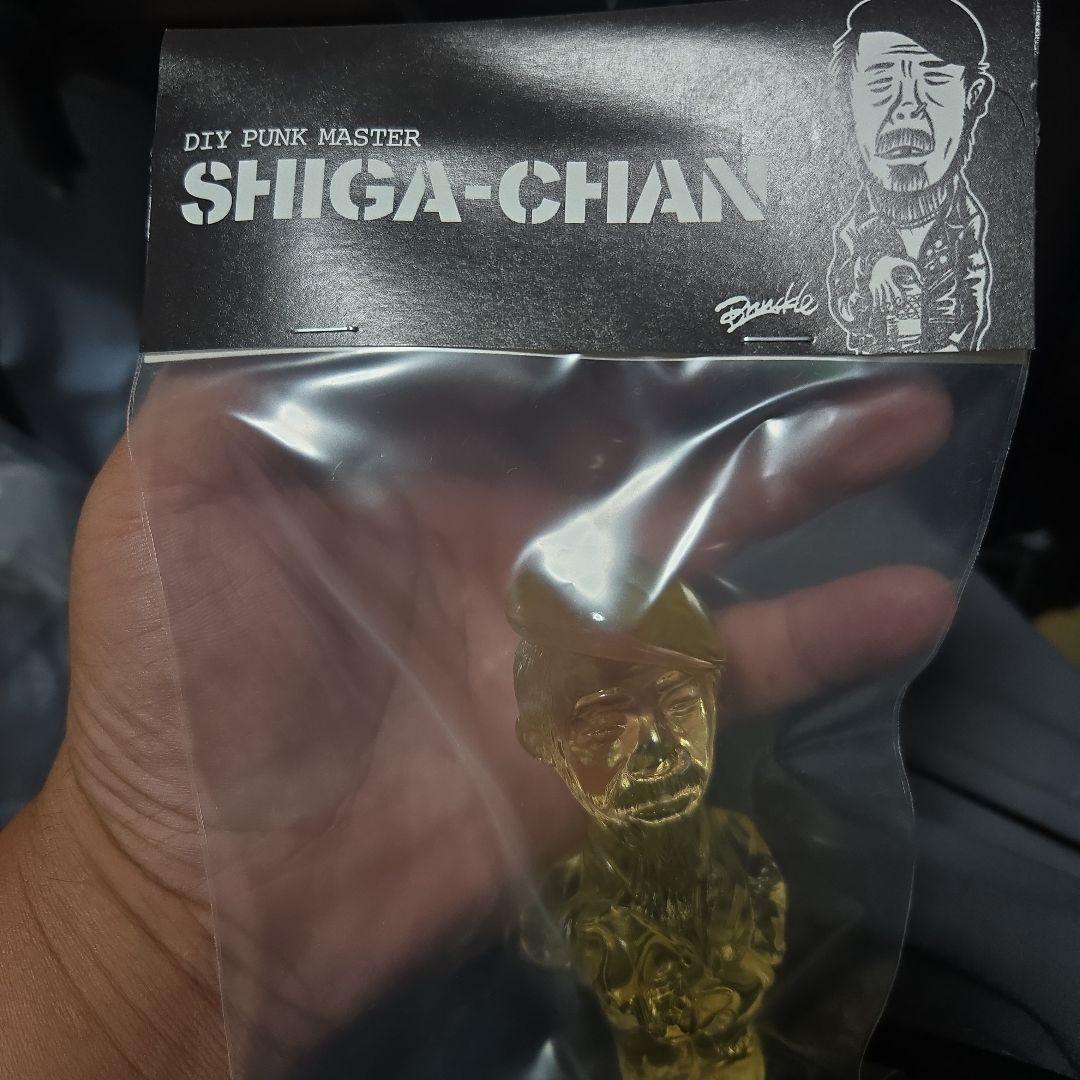 DIY PUNK MASTER
SHIGA-CHAN